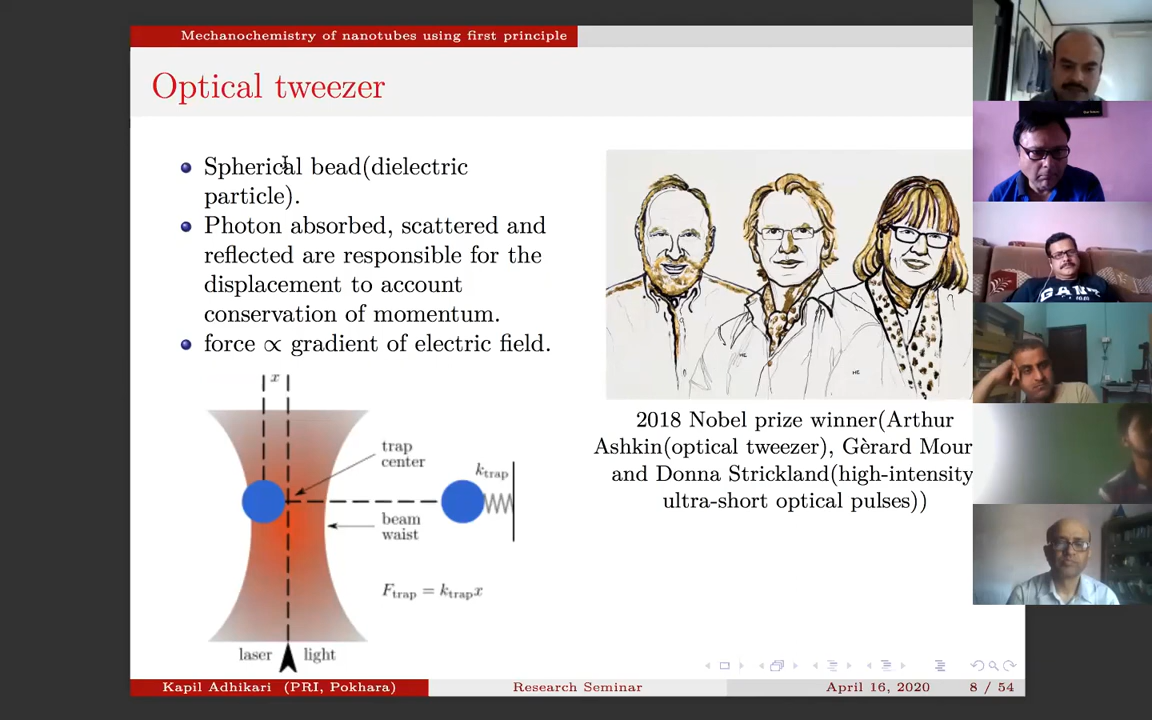 Mechanochemistry of nanotubes using first principle
Optical tweezer
Spherical bead(dielectric
particle).
Photon absorbed, scattered and
reflected are responsible for the
displacement to account
conservation of momentum.
force ∝ gradient of electric field.
x
trap
center
k_trap
beam
waist
F_trap = k_trap x
laser light
2018 Nobel prize winner(Arthur
Ashkin(optical tweezer), Gèrard Mour
and Donna Strickland(high-intensity
ultra-short optical pulses))
GANT
Kapil Adhikari (PRI, Pokhara) Research Seminar April 16, 2020 8 / 54